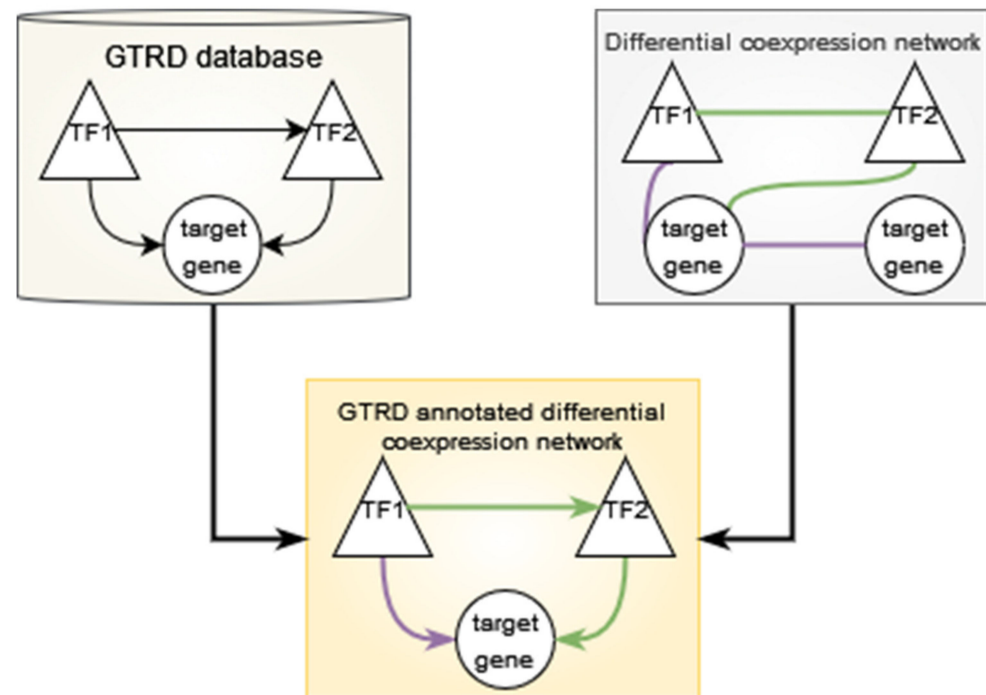 GTRD database
TF1
TF2
target
gene
Differential coexpression network
TF1
TF2
target
gene
target
gene
GTRD annotated differential
coexpression network
TF1
TF2
target
gene